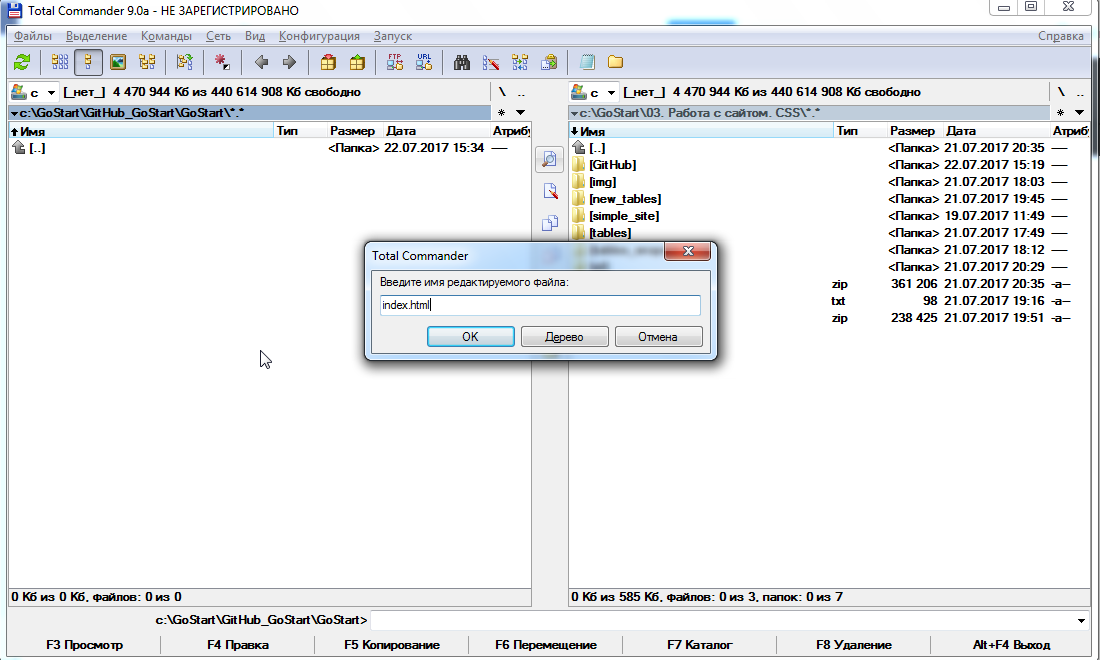 Total Commander 9.0a - НЕ ЗАРЕГИСТРИРОВАНО
Файлы Выделение Команды Сеть Вид Конфигурация Запуск Справка
FTP URL
c [_нет_] 4 470 944 Кб из 440 614 908 Кб свободно \ ..
c:\GoStart\GitHub_GoStart\GoStart\*.* *
Имя Тип Размер Дата Атрибу
[..] <Папка> 22.07.2017 15:34 ----
c [_нет_] 4 470 944 Кб из 440 614 908 Кб свободно \ ..
c:\GoStart\03. Работа с сайтом. CSS\*.* *
Имя Тип Размер Дата Атрибу
[..] <Папка> 21.07.2017 20:35 ----
[GitHub] <Папка> 22.07.2017 15:19 ----
[img] <Папка> 21.07.2017 18:03 ----
[new_tables] <Папка> 21.07.2017 19:45 ----
[simple_site] <Папка> 19.07.2017 11:49 ----
[tables] <Папка> 21.07.2017 17:49 ----
<Папка> 21.07.2017 18:12 ----
<Папка> 21.07.2017 20:29 ----
zip 361 206 21.07.2017 20:35 -a--
txt 98 21.07.2017 19:16 -a--
zip 238 425 21.07.2017 19:51 -a--
Total Commander
Введите имя редактируемого файла:
index.html
OK Дерево Отмена
0 Кб из 0 Кб, файлов: 0 из 0
0 Кб из 585 Кб, файлов: 0 из 3, папок: 0 из 7
c:\GoStart\GitHub_GoStart\GoStart>
F3 Просмотр F4 Правка F5 Копирование F6 Перемещение F7 Каталог F8 Удаление Alt+F4 Выход